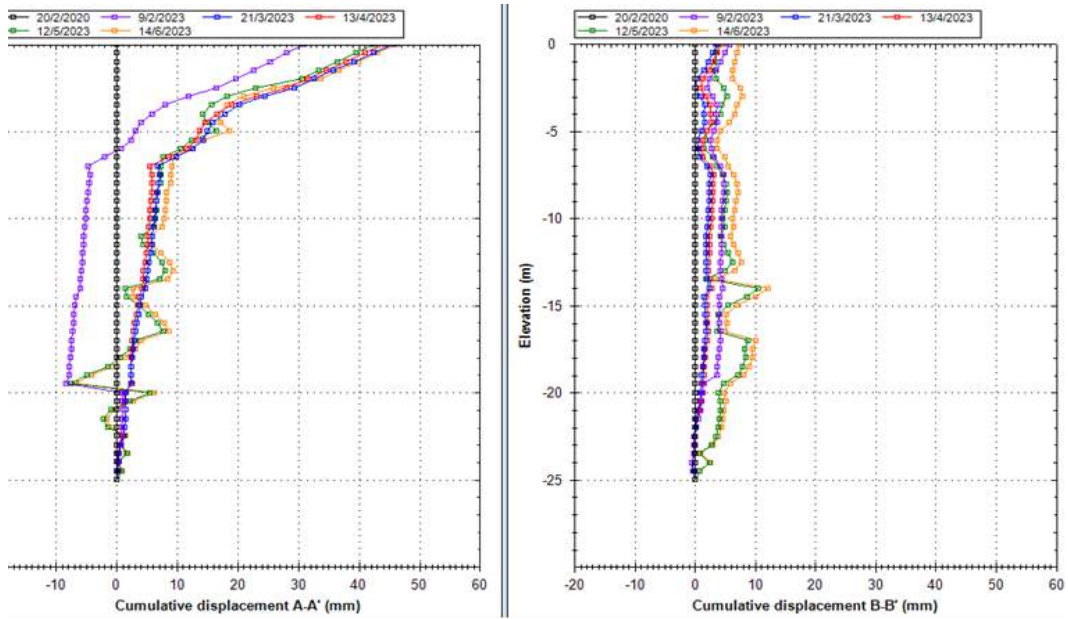 20/2/2020 9/2/2023 21/3/2023 13/4/2023
12/5/2023 14/6/2023
-10 0 10 20 30 40 50 60
Cumulative displacement A-A' (mm)
20/2/2020 9/2/2023 21/3/2023 13/4/2023
12/5/2023 14/6/2023
0
-5
-10
-15
-20
-25
Elevation (m)
-20 -10 0 10 20 30 40 50 60
Cumulative displacement B-B' (mm)